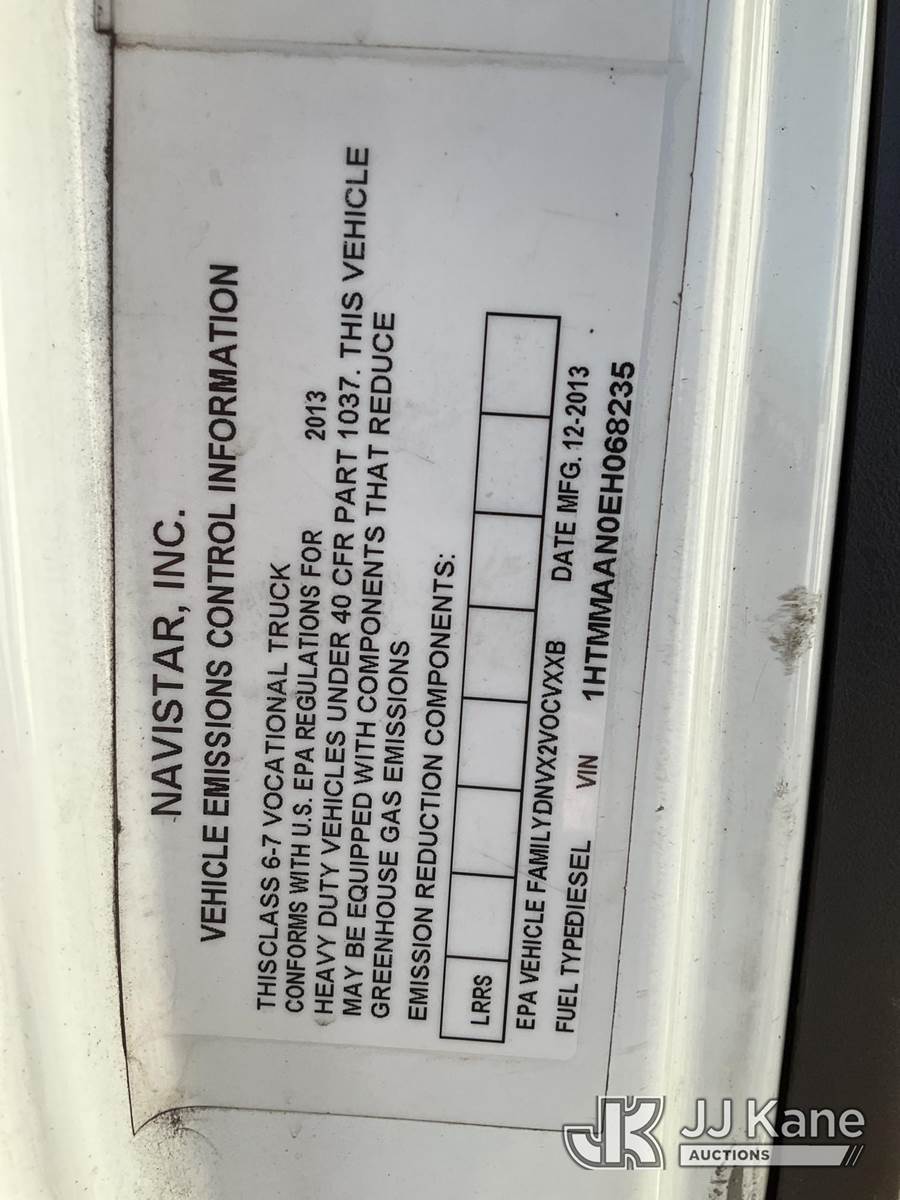 NAVISTAR, INC.
VEHICLE EMISSIONS CONTROL INFORMATION
THISCLASS 6-7 VOCATIONAL TRUCK
CONFORMS WITH U.S. EPA REGULATIONS FOR 2013
HEAVY DUTY VEHICLES UNDER 40 CFR PART 1037. THIS VEHICLE
MAY BE EQUIPPED WITH COMPONENTS THAT REDUCE
GREENHOUSE GAS EMISSIONS
EMISSION REDUCTION COMPONENTS:
LRRS
EPA VEHICLE FAMILYDNVX2VOCVXXB DATE MFG. 12-2013
FUEL TYPEDIESEL VIN 1HTMMAAN0EH068235
JK JJ Kane
AUCTIONS